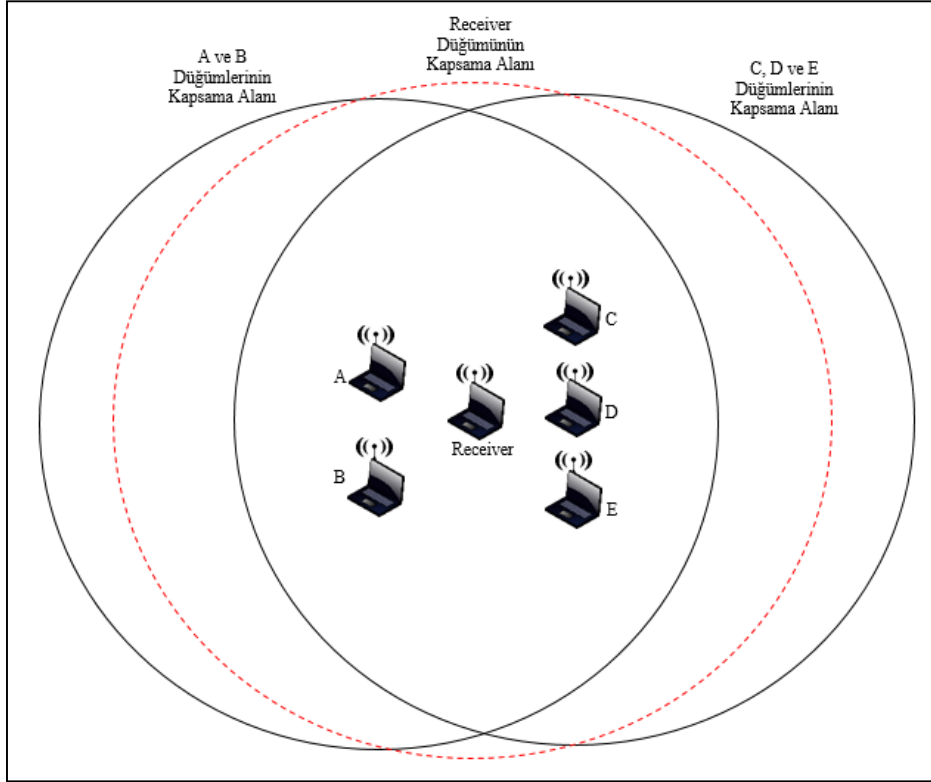 A ve B
Düğümlerinin
Kapsama Alanı
Receiver
Düğümünün
Kapsama Alanı
C, D ve E
Düğümlerinin
Kapsama Alanı
C
A
D
Receiver
B
E